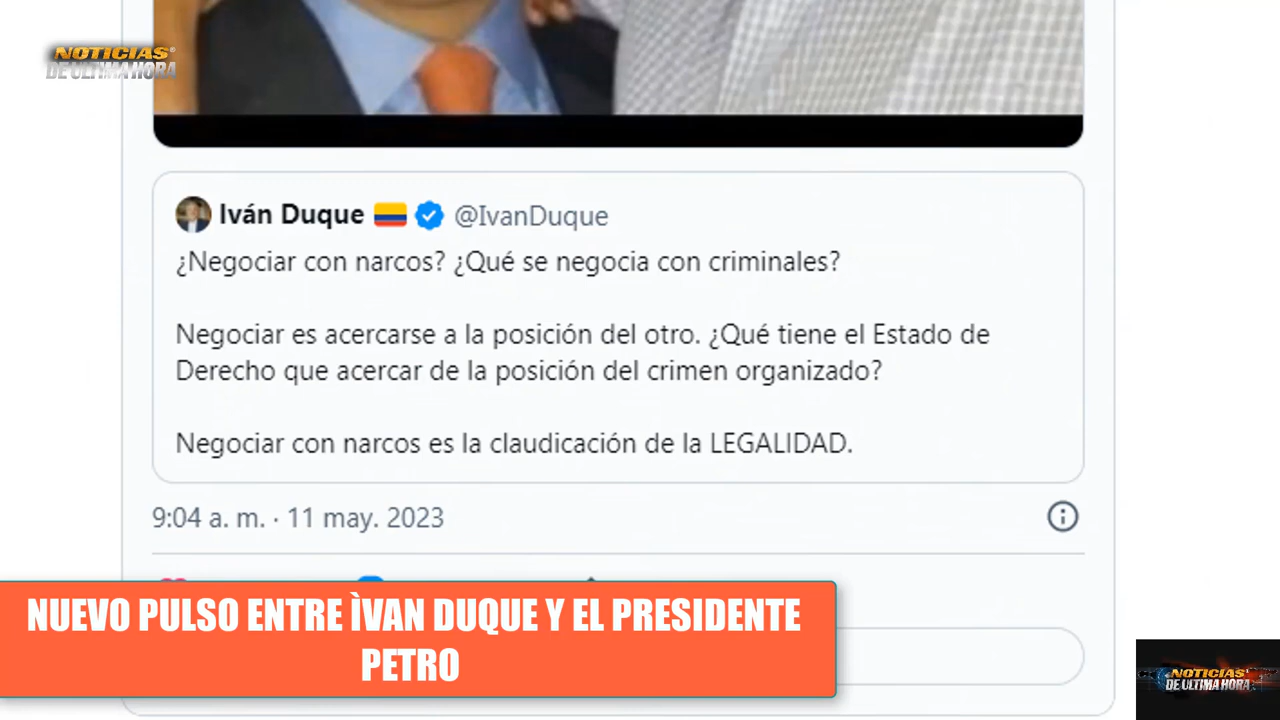 NOTICIAS
DE ULTIMA HORA
Iván Duque @IvanDuque
¿Negociar con narcos? ¿Qué se negocia con criminales?
Negociar es acercarse a la posición del otro. ¿Qué tiene el Estado de
Derecho que acercar de la posición del crimen organizado?
Negociar con narcos es la claudicación de la LEGALIDAD.
9:04 a. m. · 11 may. 2023
NUEVO PULSO ENTRE ÌVAN DUQUE Y EL PRESIDENTE
PETRO
NOTICIAS
DE ULTIMA HORA